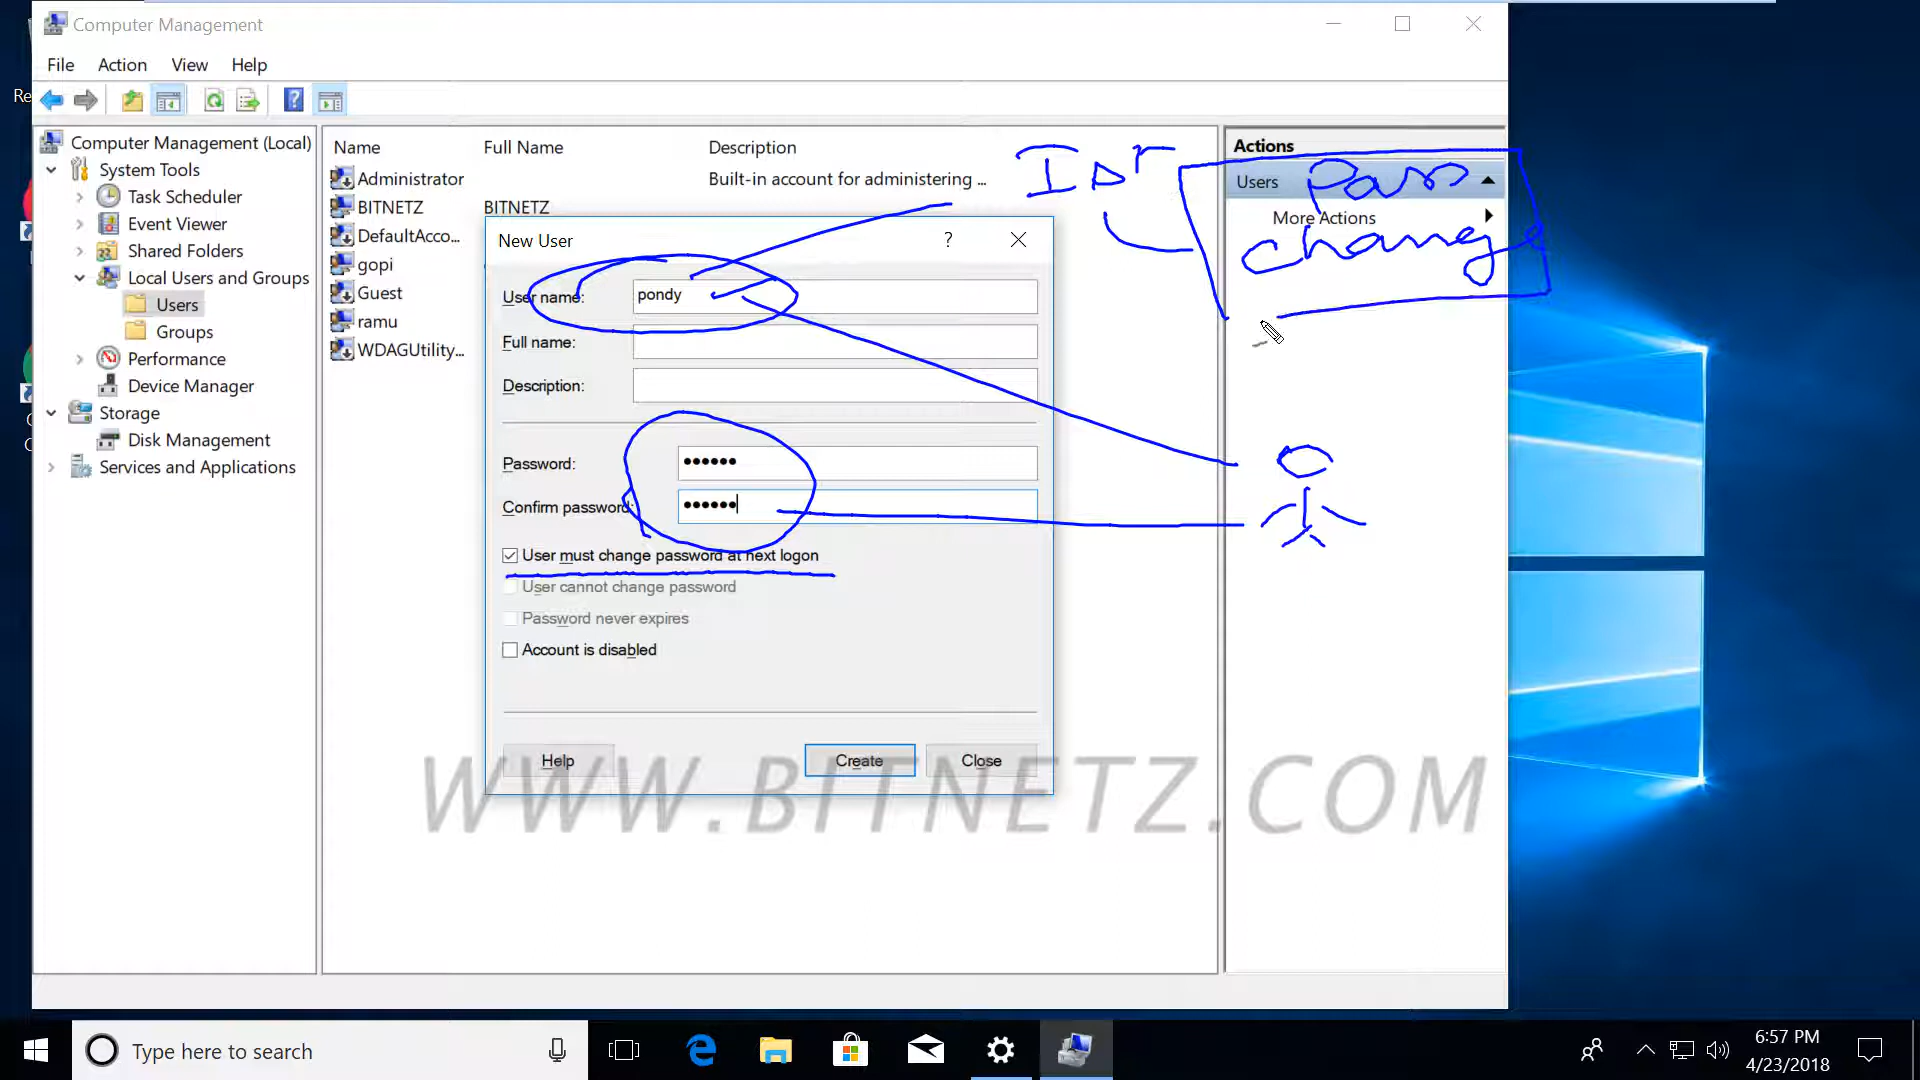 Computer Management
File Action View Help
Re
Computer Management (Local)
System Tools
Task Scheduler
Event Viewer
Shared Folders
Local Users and Groups
Users
Groups
Performance
Device Manager
Storage
Disk Management
Services and Applications
Name Full Name Description
Administrator Built-in account for administering ...
BITNETZ BITNETZ
DefaultAcco...
gopi
Guest
ramu
WDAGUtility...
Actions
Users
More Actions
Pass
change
New User ?
User name: pondy
Full name:
Description:
Password: ●●●●●●
Confirm password: ●●●●●●
User must change password at next logon
User cannot change password
Password never expires
Account is disabled
Help Create Close
WWW.BITNETZ.COM
Type here to search
6:57 PM
4/23/2018